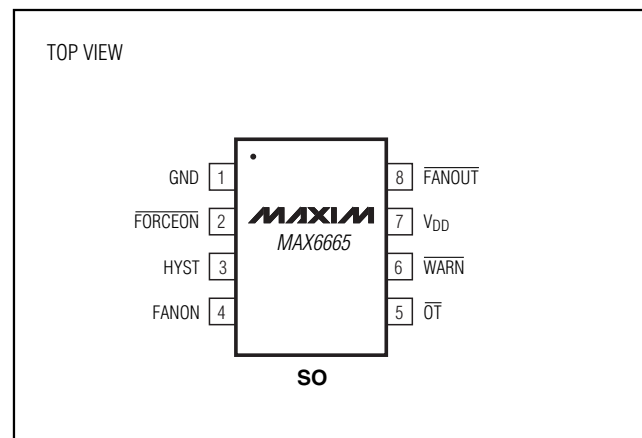 TOP VIEW
GND 1
FORCEON 2
HYST 3
FANON 4
MAXIM
MAX6665
8 FANOUT
7 VDD
6 WARN
5 OT
SO